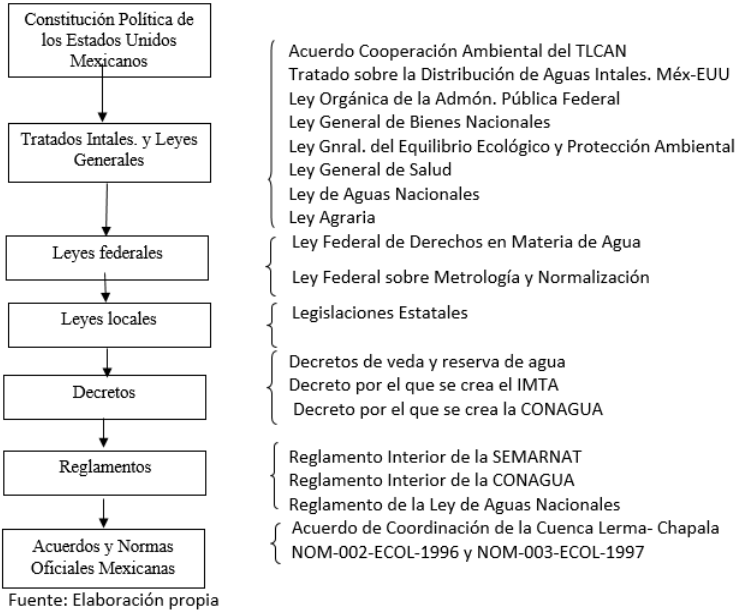 Constitución Política de
los Estados Unidos
Mexicanos
Acuerdo Cooperación Ambiental del TLCAN
Tratado sobre la Distribución de Aguas Intales. Méx-EUU
Ley Orgánica de la Admón. Pública Federal
Ley General de Bienes Nacionales
Ley Gnral. del Equilibrio Ecológico y Protección Ambiental
Ley General de Salud
Ley de Aguas Nacionales
Ley Agraria
Tratados Intales. y Leyes
Generales
Leyes federales
Ley Federal de Derechos en Materia de Agua
Ley Federal sobre Metrología y Normalización
Leyes locales
Legislaciones Estatales
Decretos
Decretos de veda y reserva de agua
Decreto por el que se crea el IMTA
Decreto por el que se crea la CONAGUA
Reglamentos
Reglamento Interior de la SEMARNAT
Reglamento Interior de la CONAGUA
Reglamento de la Ley de Aguas Nacionales
Acuerdos y Normas
Oficiales Mexicanas
Acuerdo de Coordinación de la Cuenca Lerma- Chapala
NOM-002-ECOL-1996 y NOM-003-ECOL-1997
Fuente: Elaboración propia